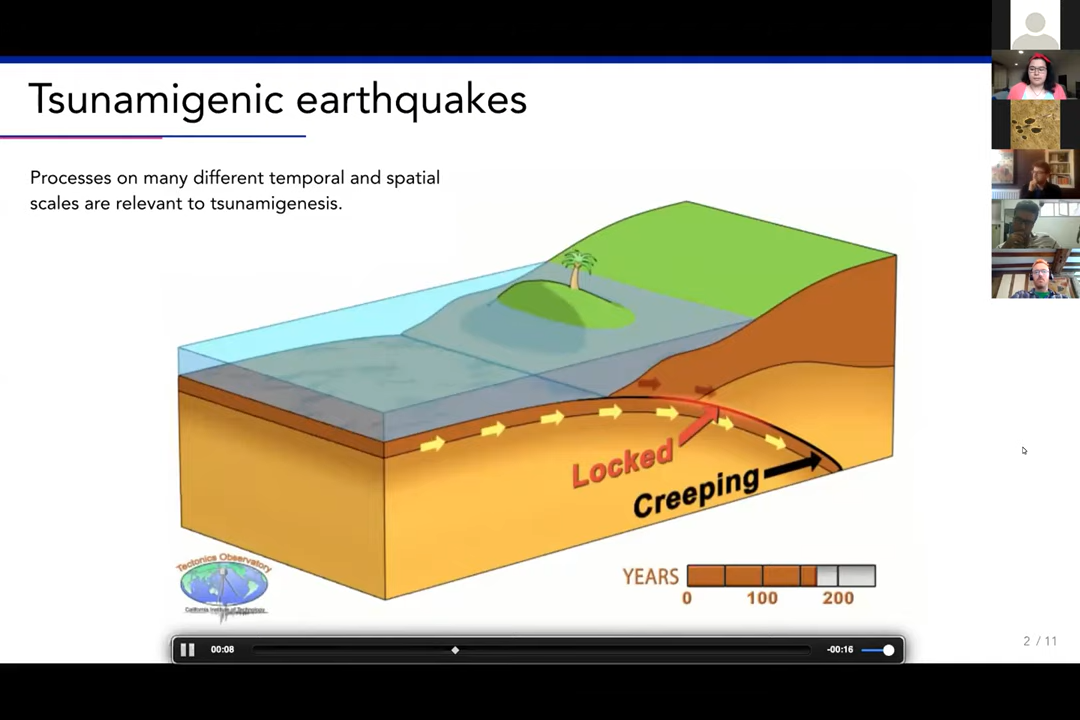 Tsunamigenic earthquakes
Processes on many different temporal and spatial
scales are relevant to tsunamigenesis.
Locked
Creeping
Tectonics Observatory
California Institute of Technology
YEARS
0 100 200
00:08 -00:16
2 / 11